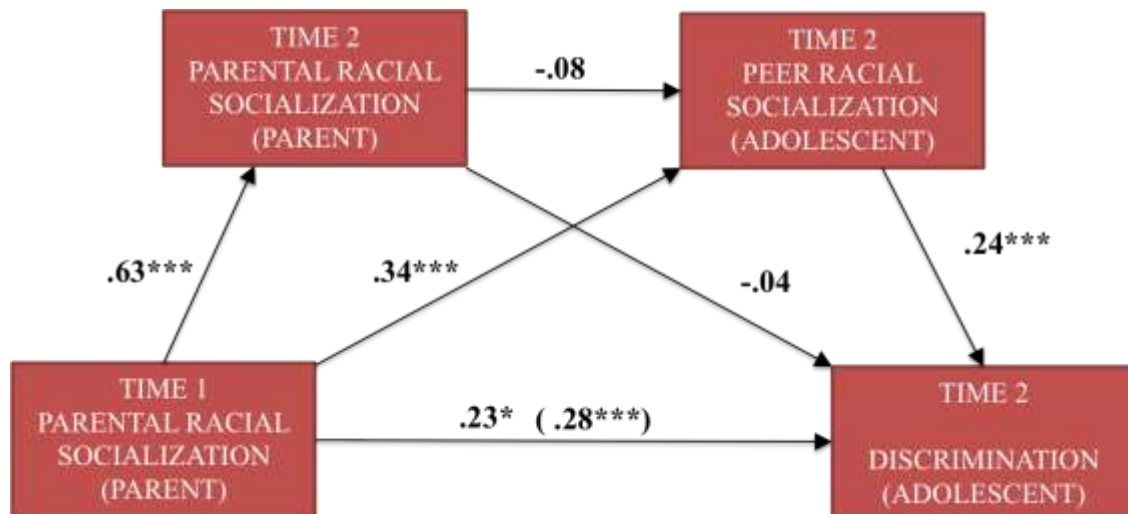 TIME 2
PARENTAL RACIAL
SOCIALIZATION
(PARENT)
-.08
TIME 2
PEER RACIAL
SOCIALIZATION
(ADOLESCENT)
.63***
.34***
-.04
.24***
TIME 1
PARENTAL RACIAL
SOCIALIZATION
(PARENT)
.23* ( .28***)
TIME 2
DISCRIMINATION
(ADOLESCENT)